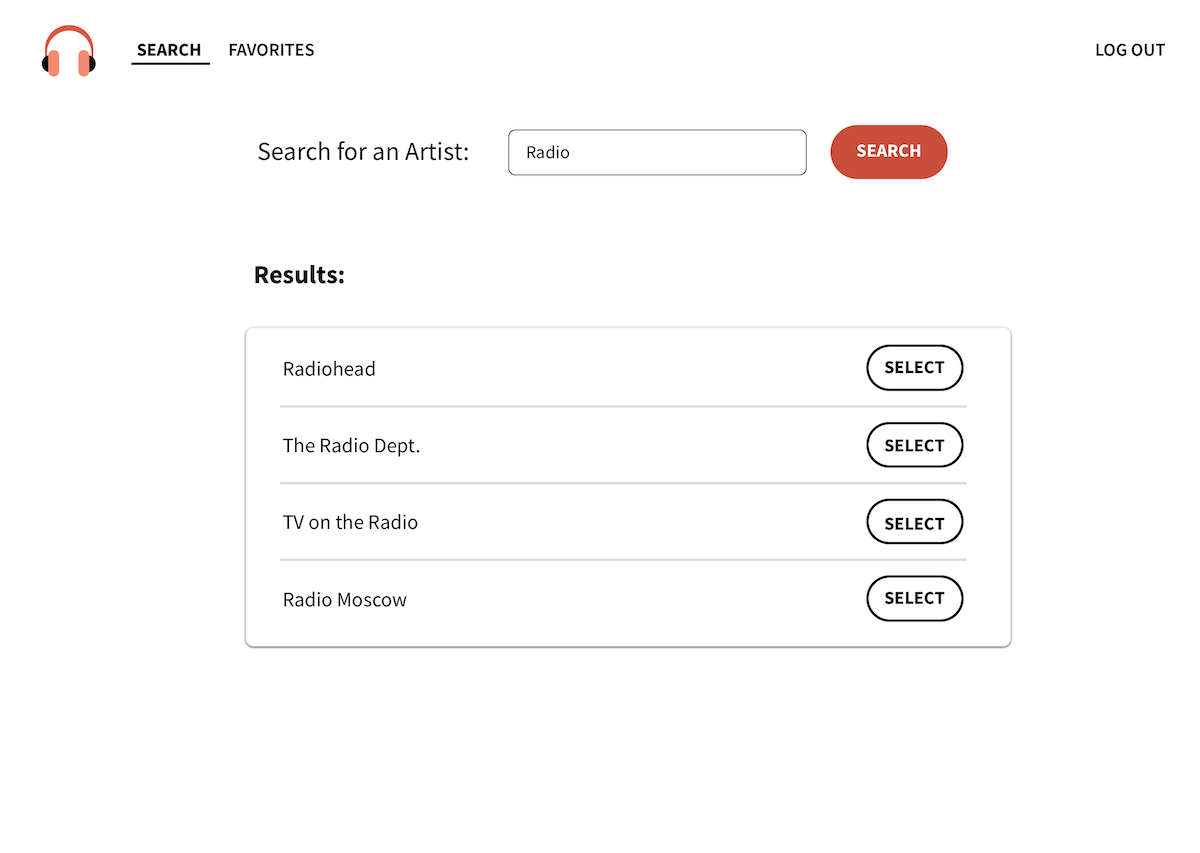 SEARCH FAVORITES LOG OUT
Search for an Artist: Radio SEARCH
Results:
Radiohead SELECT
The Radio Dept. SELECT
TV on the Radio SELECT
Radio Moscow SELECT